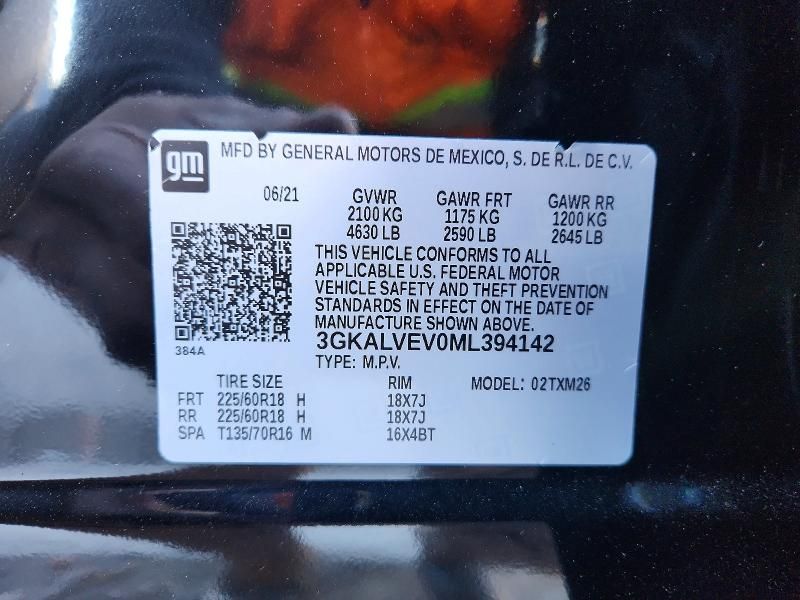 gm MFD BY GENERAL MOTORS DE MEXICO, S. DE R.L. DE C.V.
06/21 GVWR GAWR FRT GAWR RR
2100 KG 1175 KG 1200 KG
4630 LB 2590 LB 2645 LB
THIS VEHICLE CONFORMS TO ALL
APPLICABLE U.S. FEDERAL MOTOR
VEHICLE SAFETY AND THEFT PREVENTION
STANDARDS IN EFFECT ON THE DATE OF
MANUFACTURE SHOWN ABOVE.
384A
3GKALVEV0ML394142
TYPE: M.P.V.
TIRE SIZE RIM MODEL: 02TXM26
FRT 225/60R18 H 18X7J
RR 225/60R18 H 18X7J
SPA T135/70R16 M 16X4BT